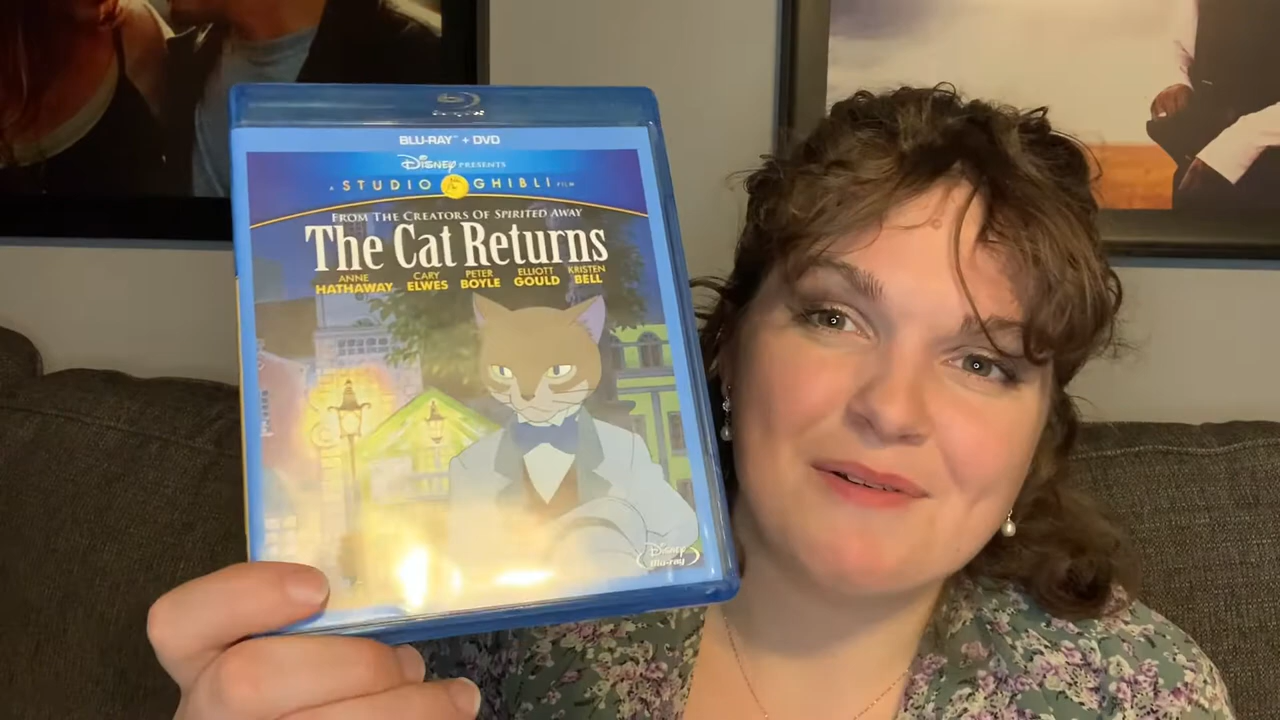 BLU-RAY™ + DVD
Disney PRESENTS
A STUDIO GHIBLI FILM
FROM THE CREATORS OF SPIRITED AWAY
The Cat Returns
ANNE HATHAWAY CARY ELWES PETER BOYLE ELLIOTT GOULD KRISTEN BELL
Disney
Blu-ray